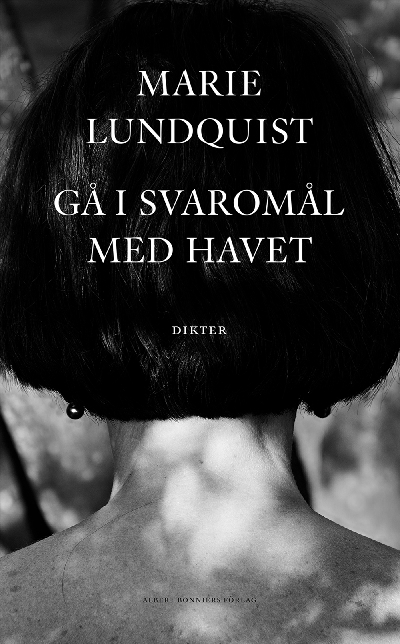 MARIE
LUNDQUIST
GÅ I SVAROMÅL
MED HAVET
DIKTER
ALBERT BONNIERS FÖRLAG